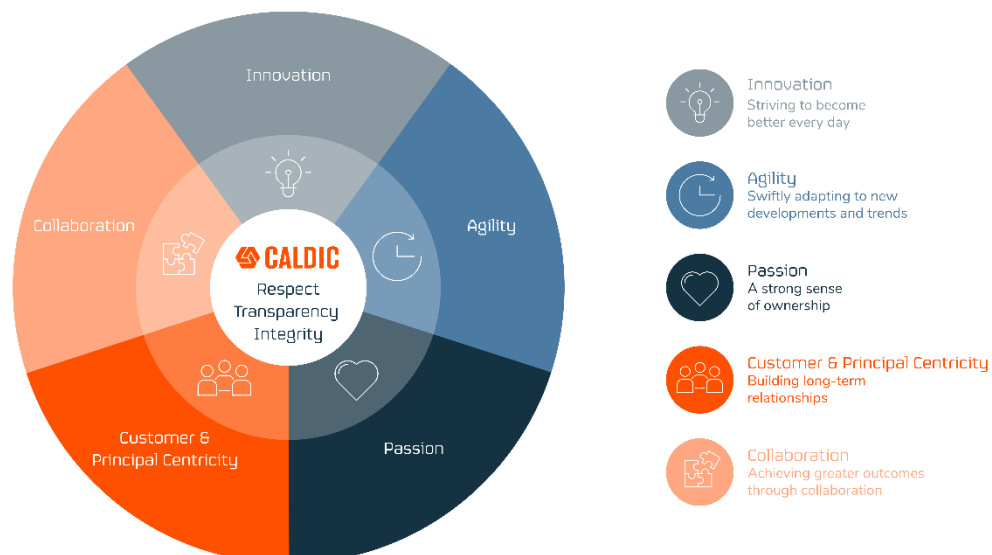 Innovation
Collaboration
Agility
CALDIC
Respect
Transparency
Integrity
Customer &
Principal Centricity
Passion
Innovation
Striving to become
better every day
Agility
Swiftly adapting to new
developments and trends
Passion
A strong sense
of ownership
Customer & Principal Centricity
Building long-term
relationships
Collaboration
Achieving greater outcomes
through collaboration